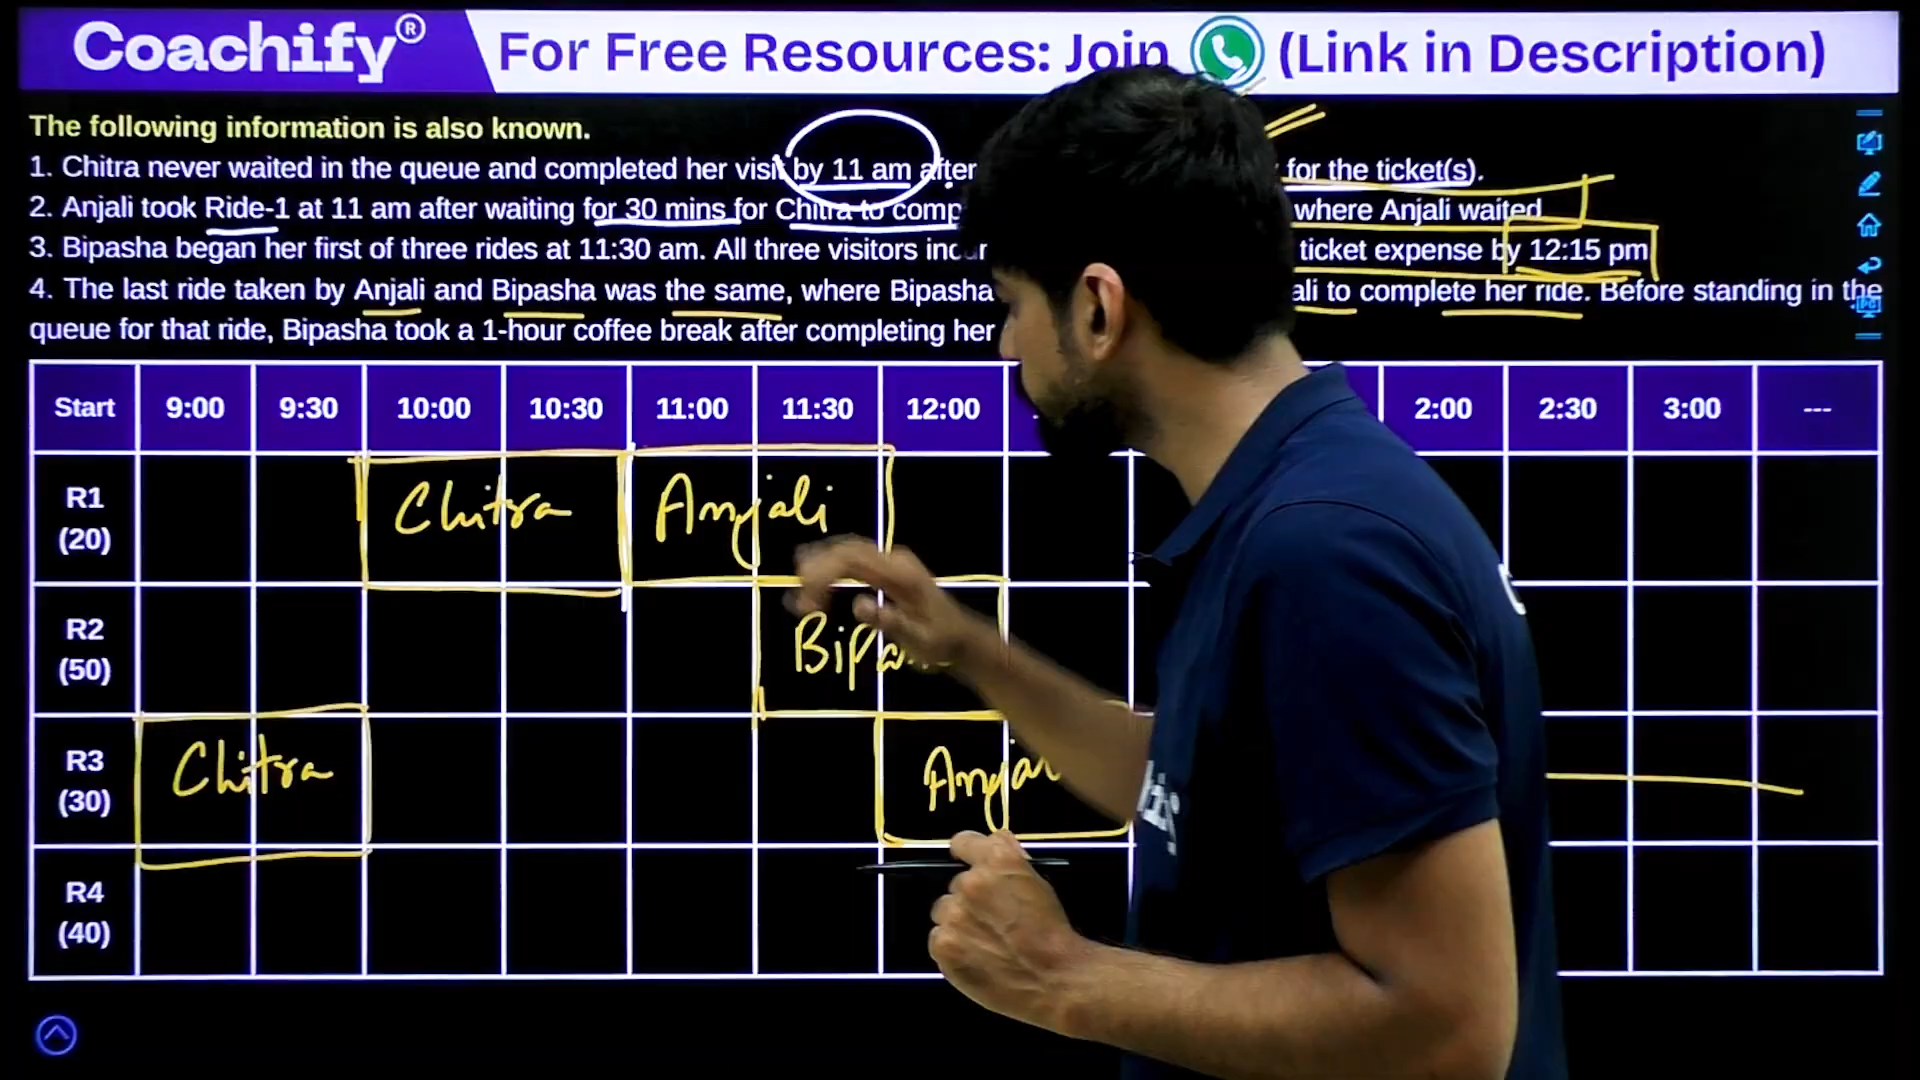 Coachify®
For Free Resources: Join (Link in Description)
The following information is also known.
1. Chitra never waited in the queue and completed her visit by 11 am after for the ticket(s).
2. Anjali took Ride-1 at 11 am after waiting for 30 mins for Chitra to where Anjali waited
3. Bipasha began her first of three rides at 11:30 am. All three visitors ticket expense by 12:15 pm
4. The last ride taken by Anjali and Bipasha was the same, where Bipasha to complete her ride. Before standing in the
queue for that ride, Bipasha took a 1-hour coffee break after completing her
Start 9:00 9:30 10:00 10:30 11:00 11:30 12:00 2:00 2:30 3:00 ---
R1 (20) Chitra Anjali
R2 (50)
R3 (30) Chitra
R4 (40)